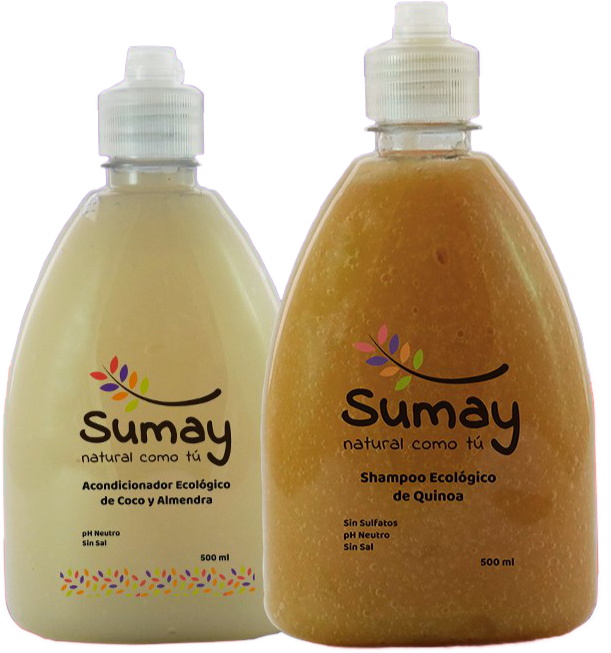 Sumay
natural como tú
Acondicionador Ecológico
de Coco y Almendra
pH Neutro
Sin Sal
500 ml
Sumay
natural como tú
Shampoo Ecológico
de Quinoa
Sin Sulfatos
pH Neutro
Sin Sal
500 ml